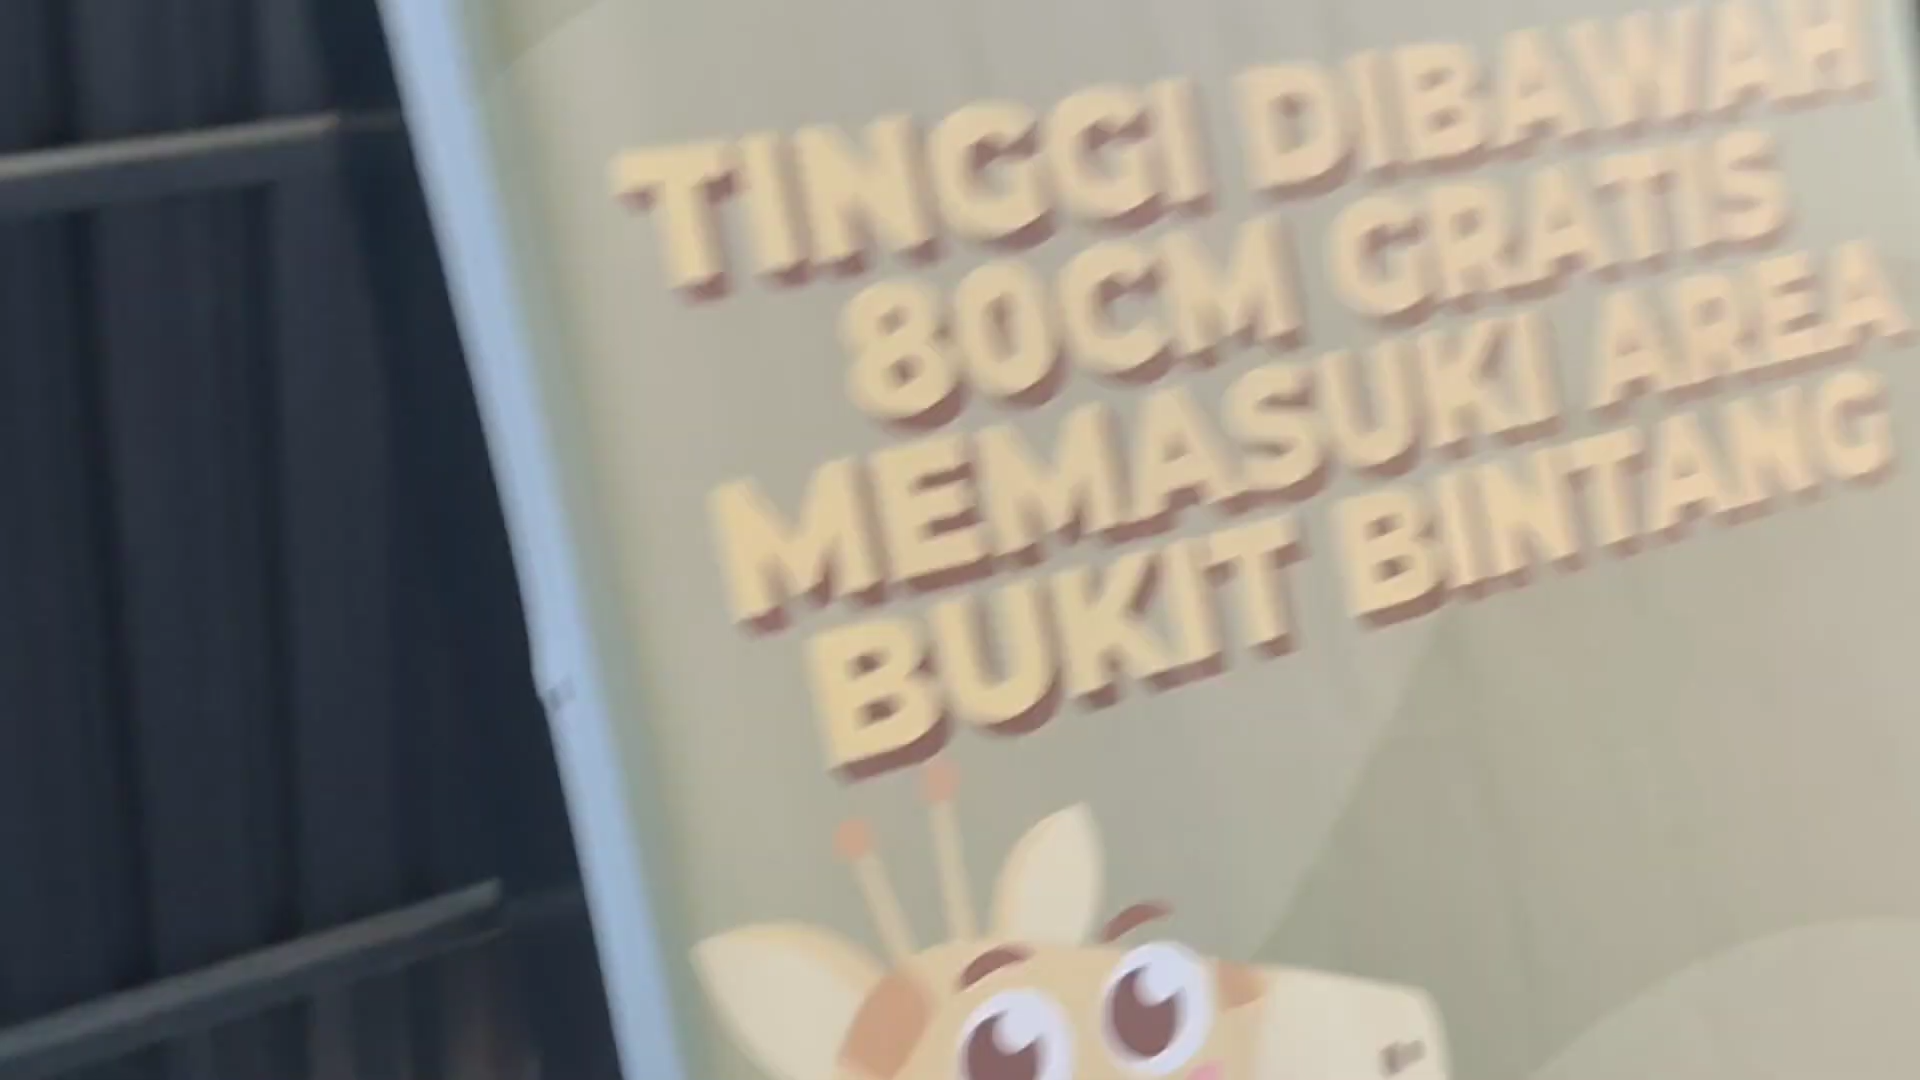 TINGGI DIBAWAH
80CM GRATIS
MEMASUKI AREA
BUKIT BINTANG